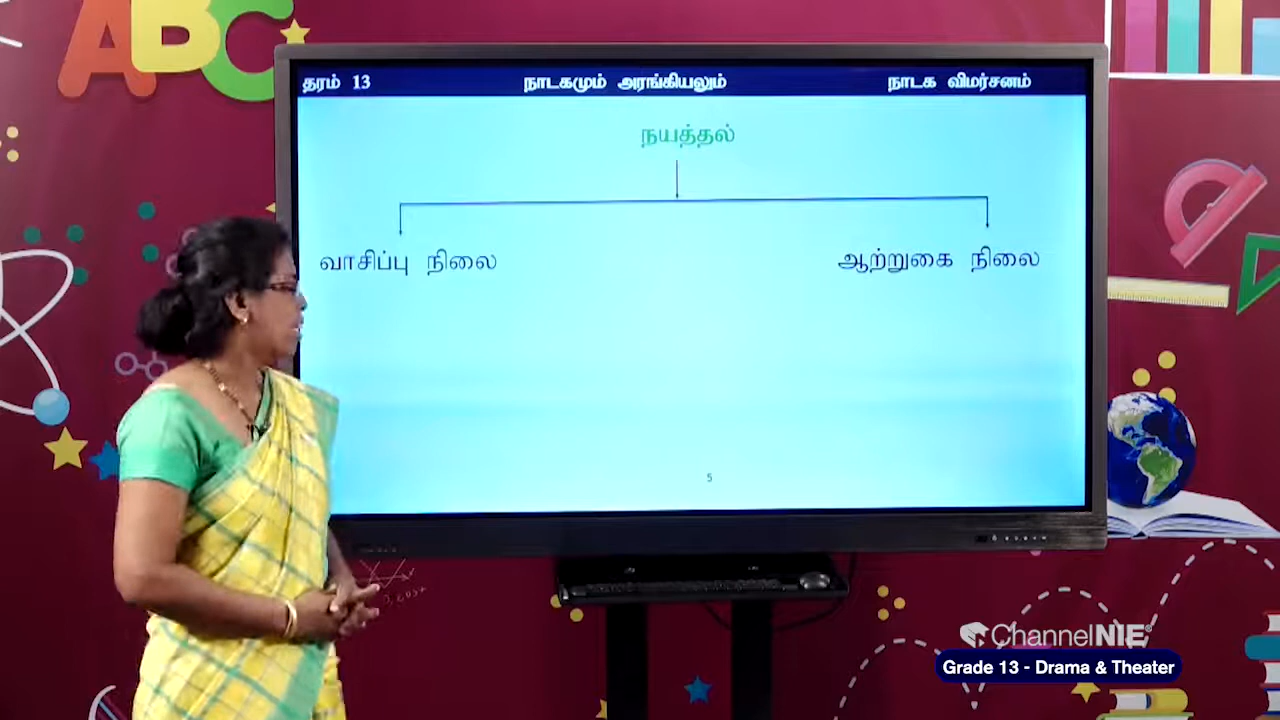 ABC
தரம் 13 நாடகமும் அரங்கியலும் நாடக விமர்சனம்
நயத்தல்
வாசிப்பு நிலை ஆற்றுகை நிலை
5
ChannelNIE
Grade 13 - Drama & Theater